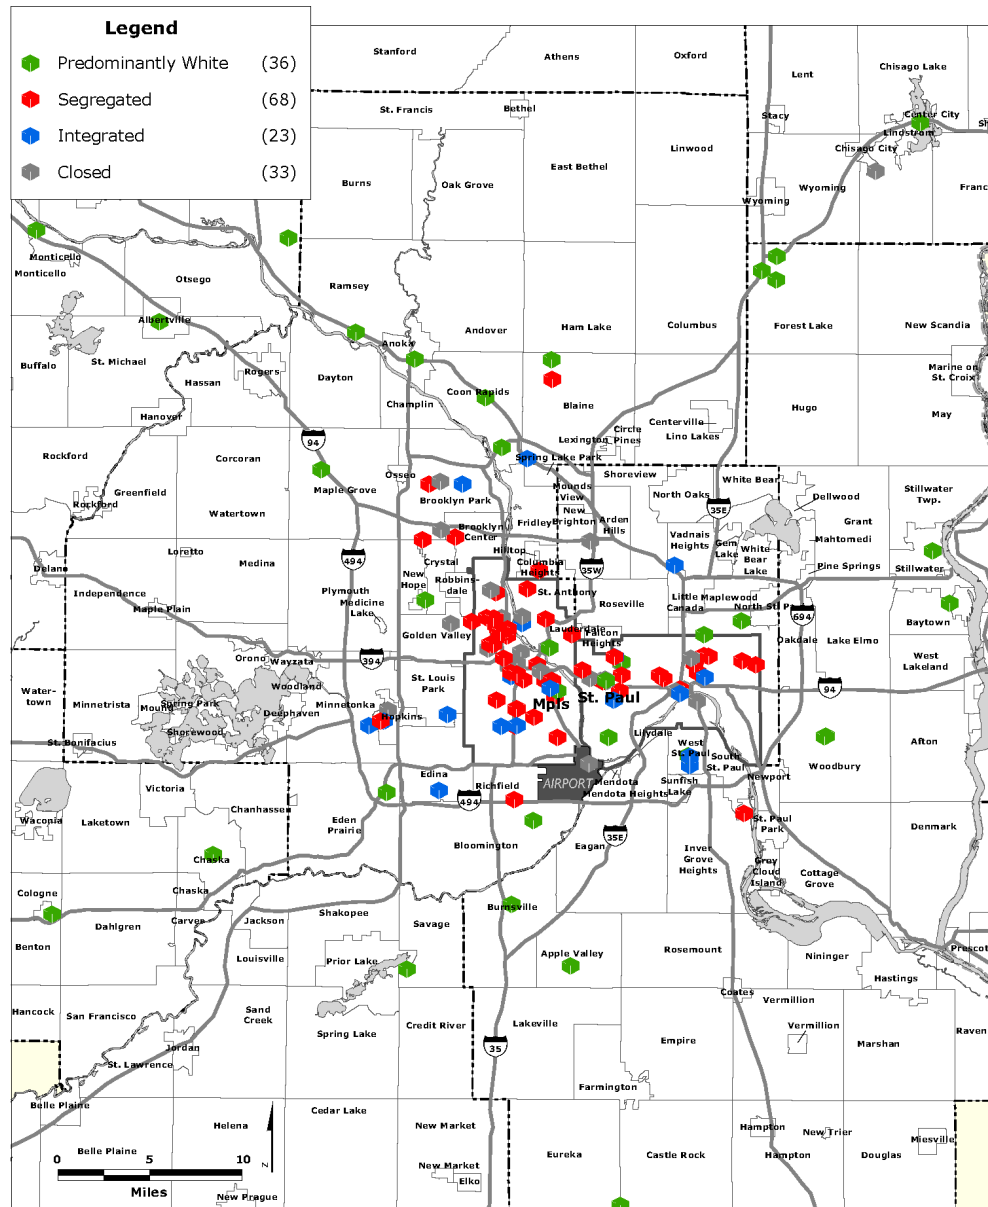 Legend
Predominantly White (36)
Segregated (68)
Integrated (23)
Closed (33)
Stanford
Athens
Oxford
Lent
Chisago Lake
St. Francis
Bethel
Stacy
Center City
Lindstrom
Chisago City
Linwood
East Bethel
Burns
Oak Grove
Wyoming
Wyoming
Monticello
Monticello
Otsego
Ramsey
Albertville
Andover
Ham Lake
Columbus
Forest Lake
New Scandia
Anoka
Buffalo
St. Michael
Rogers
Hassan
Dayton
Marine on
St. Croix
Coon Rapids
Champlin
Blaine
Hugo
May
Hanover
Centerville
Circle
Pines
Lexington
Lino Lakes
94
Rockford
Corcoran
Spring Lake Park
Osseo
Shoreview
White Bear
Maple Grove
Mounds
View
North Oaks
Dellwood
Stillwater
Twp.
Greenfield
Rockford
Brooklyn Park
35E
Watertown
New
Brighton
Arden
Hills
Grant
Fridley
Brooklyn
Center
Vadnais
Heights
Gem
Lake
White
Bear
Lake
Mahtomedi
Loretto
Medina
Hilltop
Crystal
Columbia
Heights
494
35W
Pine Springs
Stillwater
Delan
New
Hope
Robbins-
dale
Independence
Plymouth
Medicine
Lake
St. Anthony
Roseville
Little
Canada
Maplewood
North St. Pa
Maple Plain
694
Baytown
Golden Valley
Lauderdale
Falcon
Heights
Oakdale
Lake Elmo
Orono
Wayzata
394
West
Lakeland
St. Louis
Park
Woodland
94
Water-
town
Minnetrista
Mound
Spring Park
Minnetonka
Deephaven
Hopkins
Mpls
St. Paul
Shorewood
St. Bonifacius
Lilydale
Afton
West
St. Paul
South
St. Paul
Woodbury
Edina
Richfield
AIRPORT
Mendota
Mendota Heights
Sunfish
Lake
Newport
Victoria
494
Chanhassen
Waconia
Laketown
Eden
Prairie
St. Paul
Park
Denmark
35E
Bloomington
Eagan
Inver
Grove
Heights
Chaska
Grey
Cloud
Island
Cottage
Grove
Cologne
Chaska
Burnsville
Dahlgren
Carver
Jackson
Shakopee
Savage
Benton
Louisville
Prior Lake
Apple Valley
Rosemount
Nininger
Prescot
Hastings
Coates
Vermillion
Hancock
San Francisco
Sand
Creek
Spring Lake
Credit River
Lakeville
Vermillion
Raven
Empire
Marshan
35
Jordan
St. Lawrence
Farmington
Belle Plaine
Cedar Lake
Helena
New Market
Hampton
New Trier
Miesville
Belle Plaine
Eureka
Castle Rock
Hampton
Douglas
0 5 10
Miles
N
New Market
Elko
New Prague